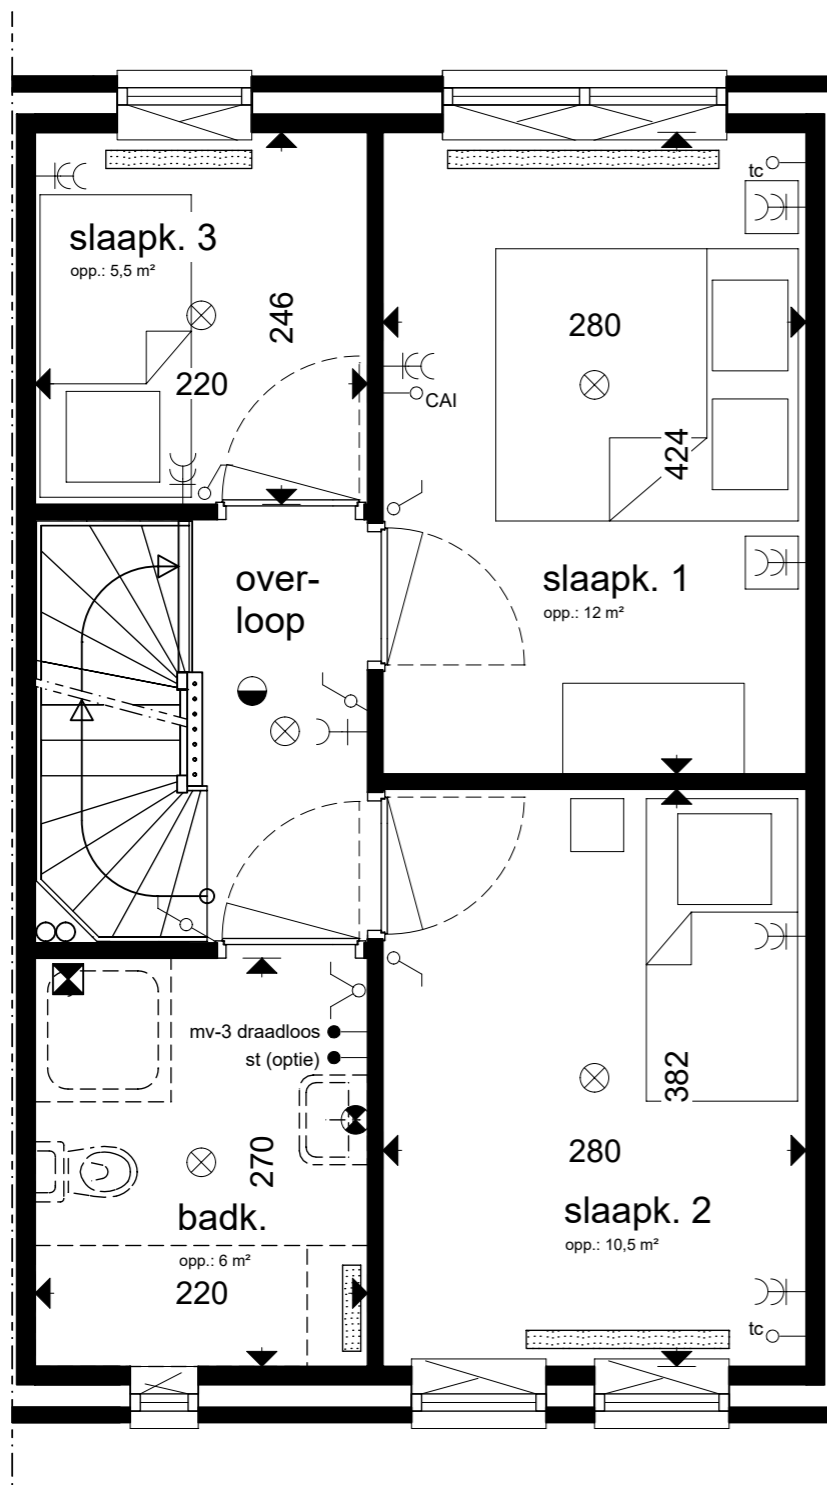 tc
slaapk. 3
opp.: 5,5 m²
246
280
220
CAI
424
over-
loop
slaapk. 1
opp.: 12 m²
mv-3 draadloos
st (optie)
382
270
280
badk.
slaapk. 2
opp.: 6 m²
opp.: 10,5 m²
220
tc